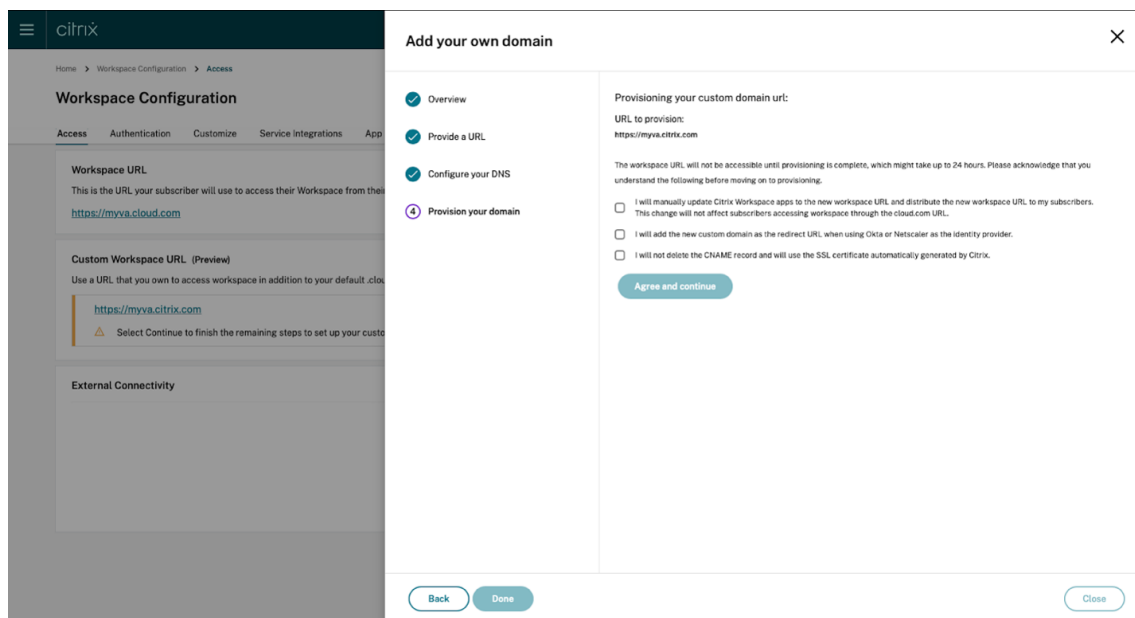 citrix
Home > Workspace Configuration > Access
Workspace Configuration
Access Authentication Customize Service Integrations App
Workspace URL
This is the URL your subscriber will use to access their Workspace from thei
https://myva.cloud.com
Custom Workspace URL (Preview)
Use a URL that you own to access workspace in addition to your default .clou
https://myva.citrix.com
Select Continue to finish the remaining steps to set up your custo
External Connectivity
Add your own domain
Overview
Provide a URL
Configure your DNS
4 Provision your domain
Provisioning your custom domain url:
URL to provision:
https://myva.citrix.com
The workspace URL will not be accessible until provisioning is complete, which might take up to 24 hours. Please acknowledge that you
understand the following before moving on to provisioning.
I will manually update Citrix Workspace apps to the new workspace URL and distribute the new workspace URL to my subscribers.
This change will not affect subscribers accessing workspace through the cloud.com URL.
I will add the new custom domain as the redirect URL when using Okta or Netscaler as the identity provider.
I will not delete the CNAME record and will use the SSL certificate automatically generated by Citrix.
Agree and continue
Back Done Close